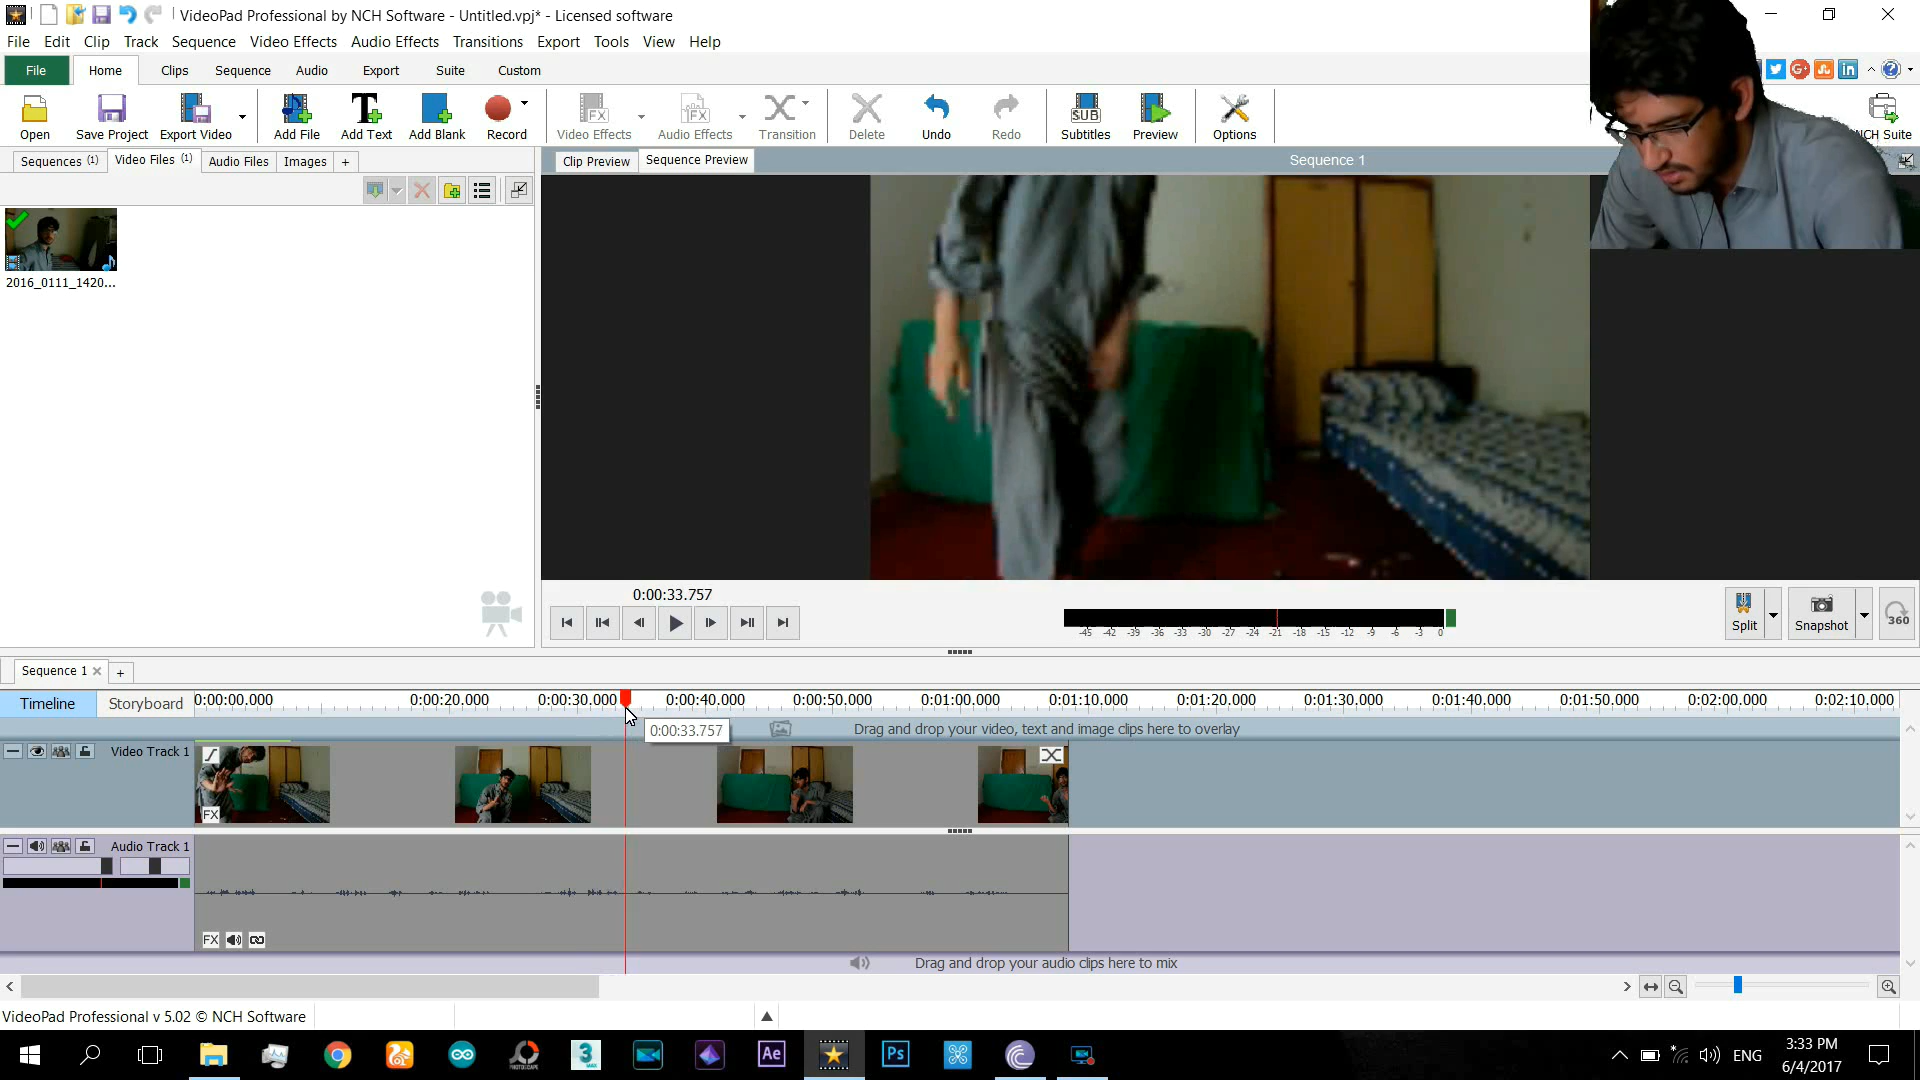 VideoPad Professional by NCH Software - Untitled.vpj* - Licensed software
File Edit Clip Track Sequence Video Effects Audio Effects Transitions Export Tools View Help
File Home Clips Sequence Audio Export Suite Custom
Open Save Project Export Video Add File Add Text Add Blank Record Video Effects Audio Effects Transition Delete Undo Redo Subtitles Preview Options NCH Suite
Sequences (1) Video Files (1) Audio Files Images +
Clip Preview Sequence Preview Sequence 1
2016_0111_1420...
0:00:33.757
-45 -42 -39 -36 -33 -30 -27 -24 -21 -18 -15 -12 -9 -6 -3 0
Split Snapshot 360
Sequence 1 +
Timeline Storyboard
0:00:00.000 0:00:20.000 0:00:30.000 0:00:40.000 0:00:50.000 0:01:00.000 0:01:10.000 0:01:20.000 0:01:30.000 0:01:40.000 0:01:50.000 0:02:00.000 0:02:10.000
0:00:33.757
Drag and drop your video, text and image clips here to overlay
Video Track 1
FX
Audio Track 1
FX
Drag and drop your audio clips here to mix
VideoPad Professional v 5.02 © NCH Software
3 MAX Ae Ps
ENG
3:33 PM
6/4/2017